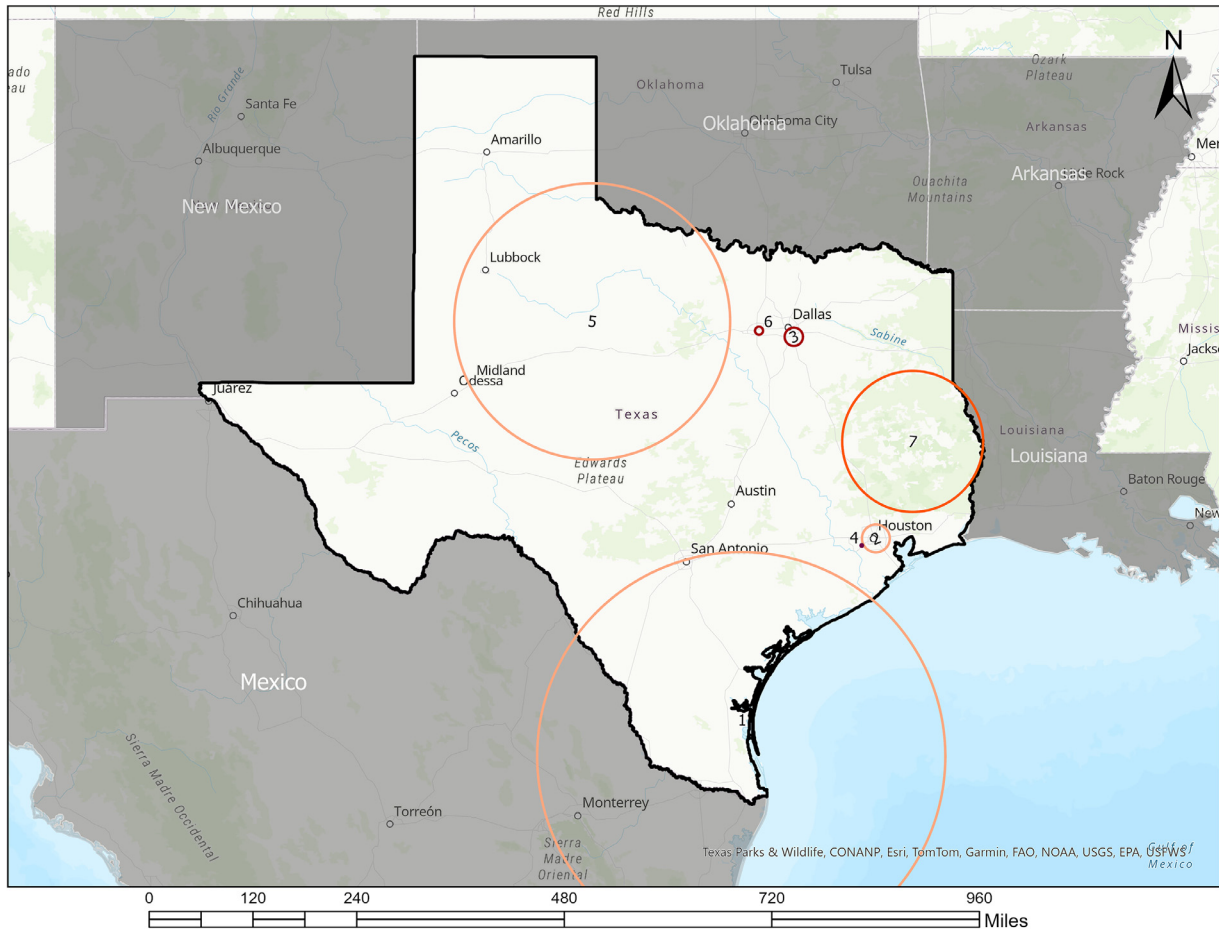 Red Hills
N
Tulsa
Ozark
Plateau
ado
eau
Oklahoma
Rio Grande
Santa Fe
Oklahoma City
Oklahoma
Arkansas
Mer
Amarillo
Albuquerque
Little Rock
Arkansas
Ouachita
Mountains
New Mexico
Lubbock
5
6
Dallas
3
Sabine
Mississ
Jackso
Midland
Odessa
Juárez
Texas
Louisiana
Pecos
7
Louisiana
Edwards
Plateau
Baton Rouge
Austin
New
Houston
4
2
San Antonio
Chihuahua
Mexico
1
Sierra Madre Occidental
Monterrey
Torreón
Sierra
Madre
Oriental
Texas Parks & Wildlife, CONANP, Esri, TomTom, Garmin, FAO, NOAA, USGS, EPA, USFWS
Gulf of
Mexico
0 120 240 480 720 960
Miles